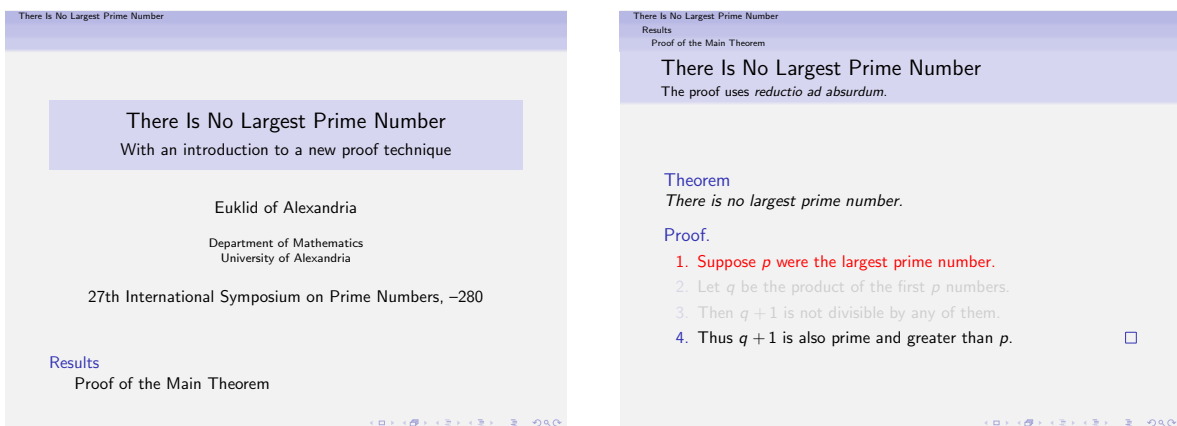 There Is No Largest Prime Number
There Is No Largest Prime Number
With an introduction to a new proof technique
Euklid of Alexandria
Department of Mathematics
University of Alexandria
27th International Symposium on Prime Numbers, –280
Results
Proof of the Main Theorem
There Is No Largest Prime Number
Results
Proof of the Main Theorem
There Is No Largest Prime Number
The proof uses reductio ad absurdum.
Theorem
There is no largest prime number.
Proof.
1. Suppose p were the largest prime number.
2. Let q be the product of the first p numbers.
3. Then q + 1 is not divisible by any of them.
4. Thus q + 1 is also prime and greater than p.